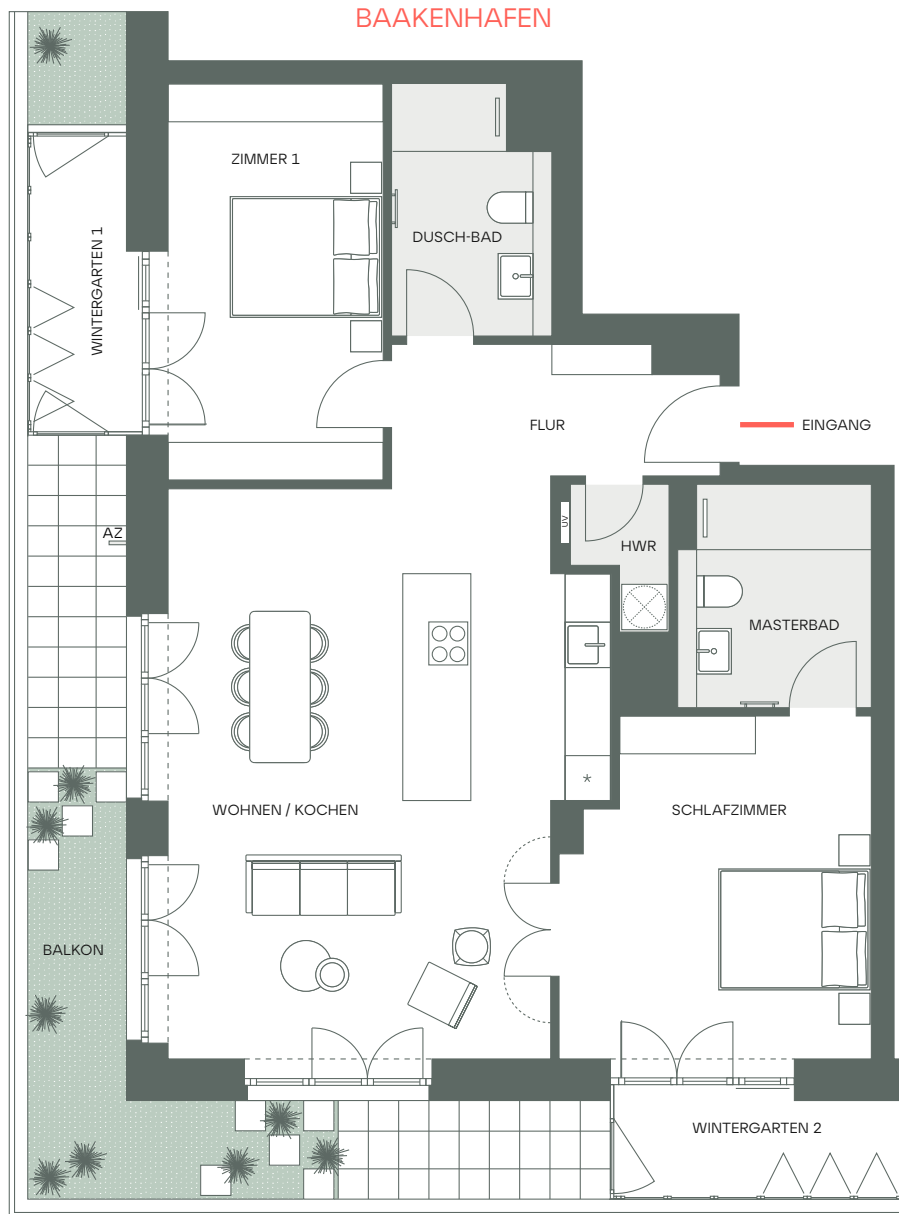 BAAKENHAFEN
ZIMMER 1
DUSCH-BAD
WINTERGARTEN 1
FLUR
EINGANG
UV
AZ
HWR
MASTERBAD
*
WOHNEN / KOCHEN
SCHLAFZIMMER
BALKON
WINTERGARTEN 2